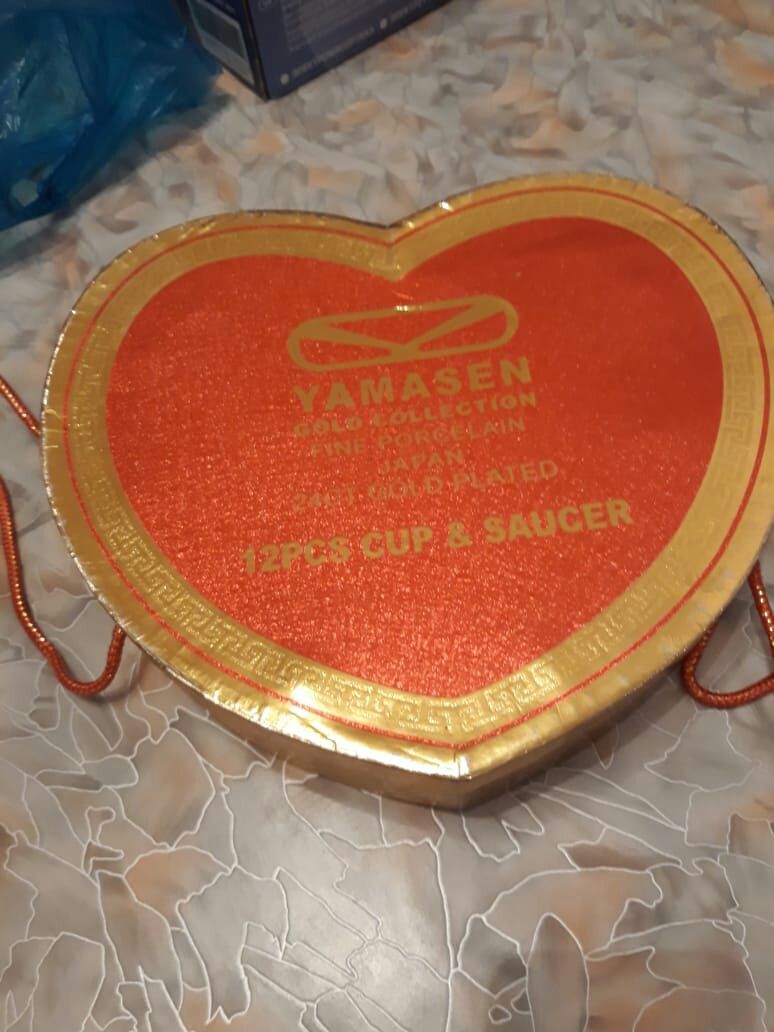 YAMASEN
GOLD COLLECTION
FINE PORCELAIN
JAPAN
24CT GOLD PLATED
12PCS CUP & SAUCER